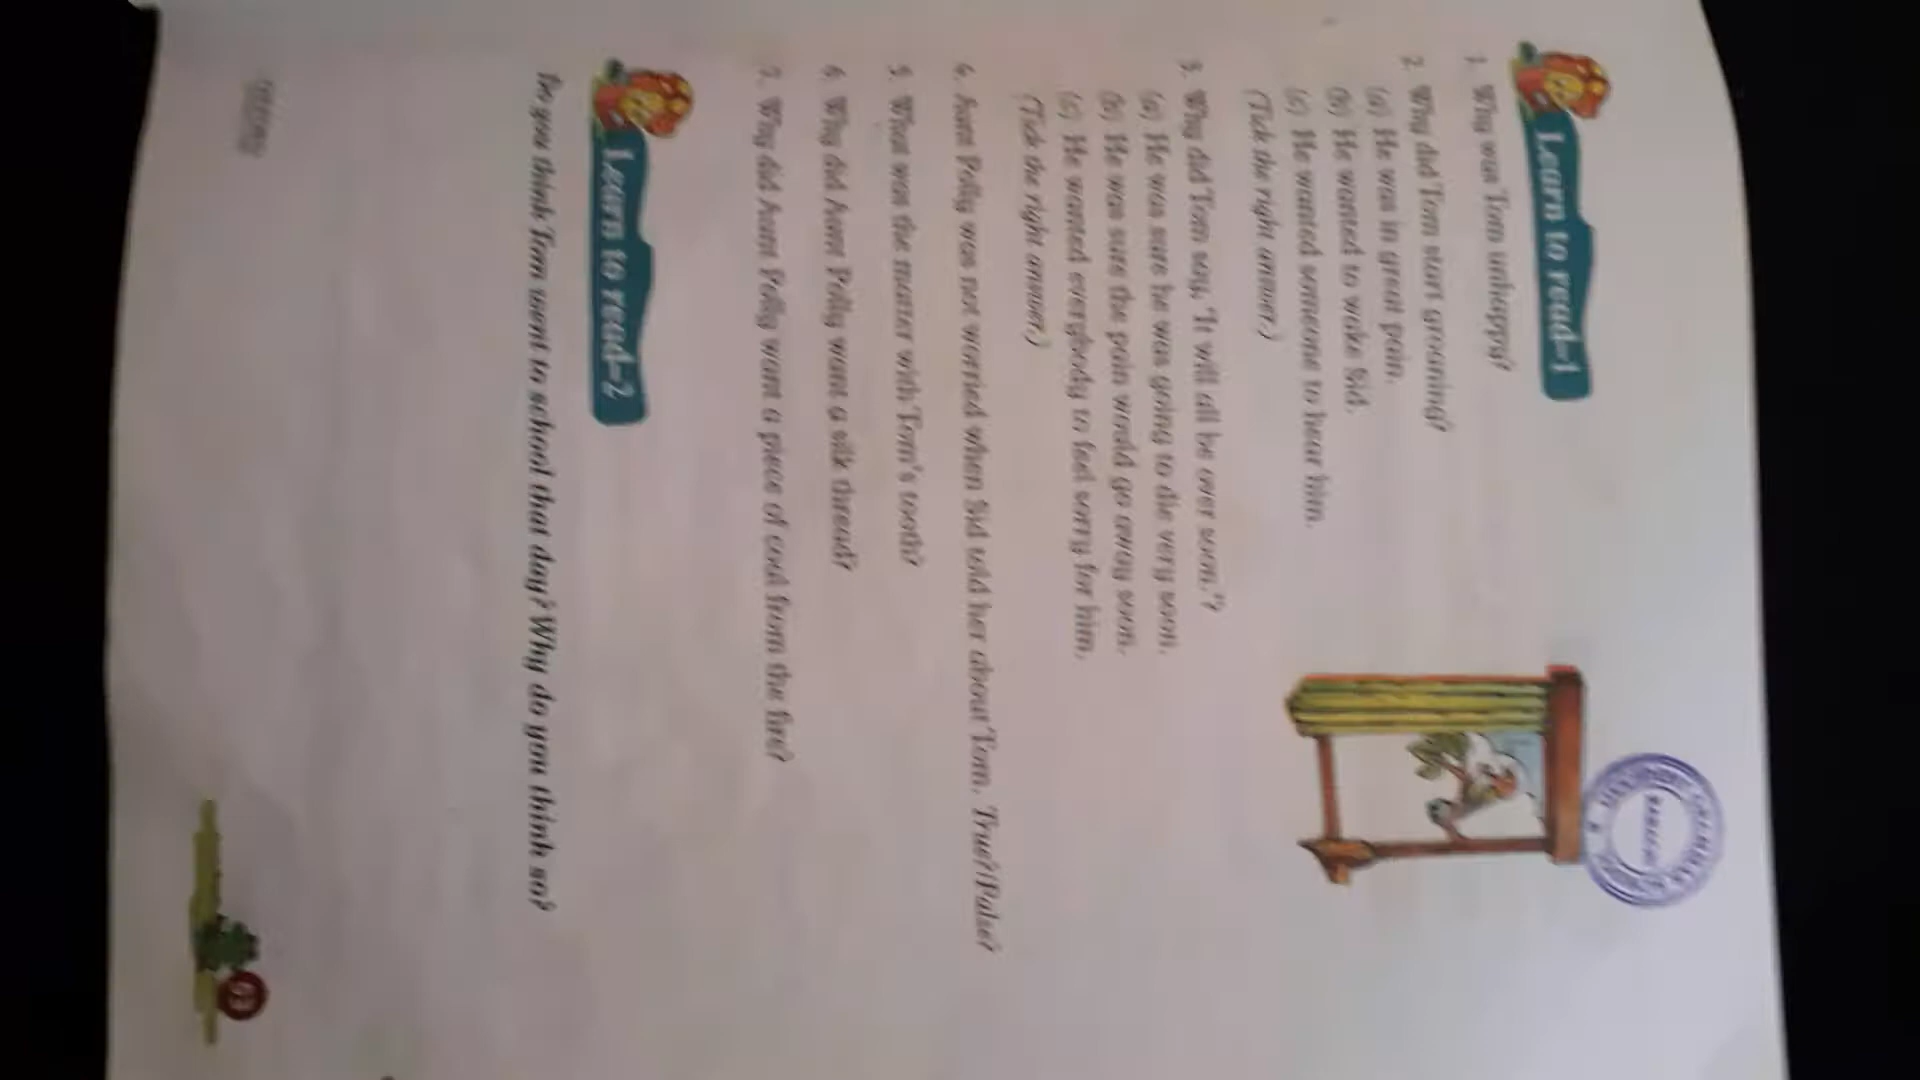 Learn to read–1
1. Why was Tom unhappy?
2. Why did Tom start groaning?
(a) He was in great pain.
(b) He wanted to wake Sid.
(c) He wanted someone to hear him.
(Tick the right answer.)
3. Why did Tom say, "It will all be over soon."?
(a) He was sure he was going to die very soon.
(b) He was sure the pain would go away soon.
(c) He wanted everybody to feel sorry for him.
(Tick the right answer.)
4. Aunt Polly was not worried when Sid told her about Tom. True?/False?
5. What was the matter with Tom's tooth?
6. Why did Aunt Polly want a silk thread?
7. Why did Aunt Polly want a piece of coal from the fire?
Learn to read–2
Do you think Tom went to school that day? Why do you think so?